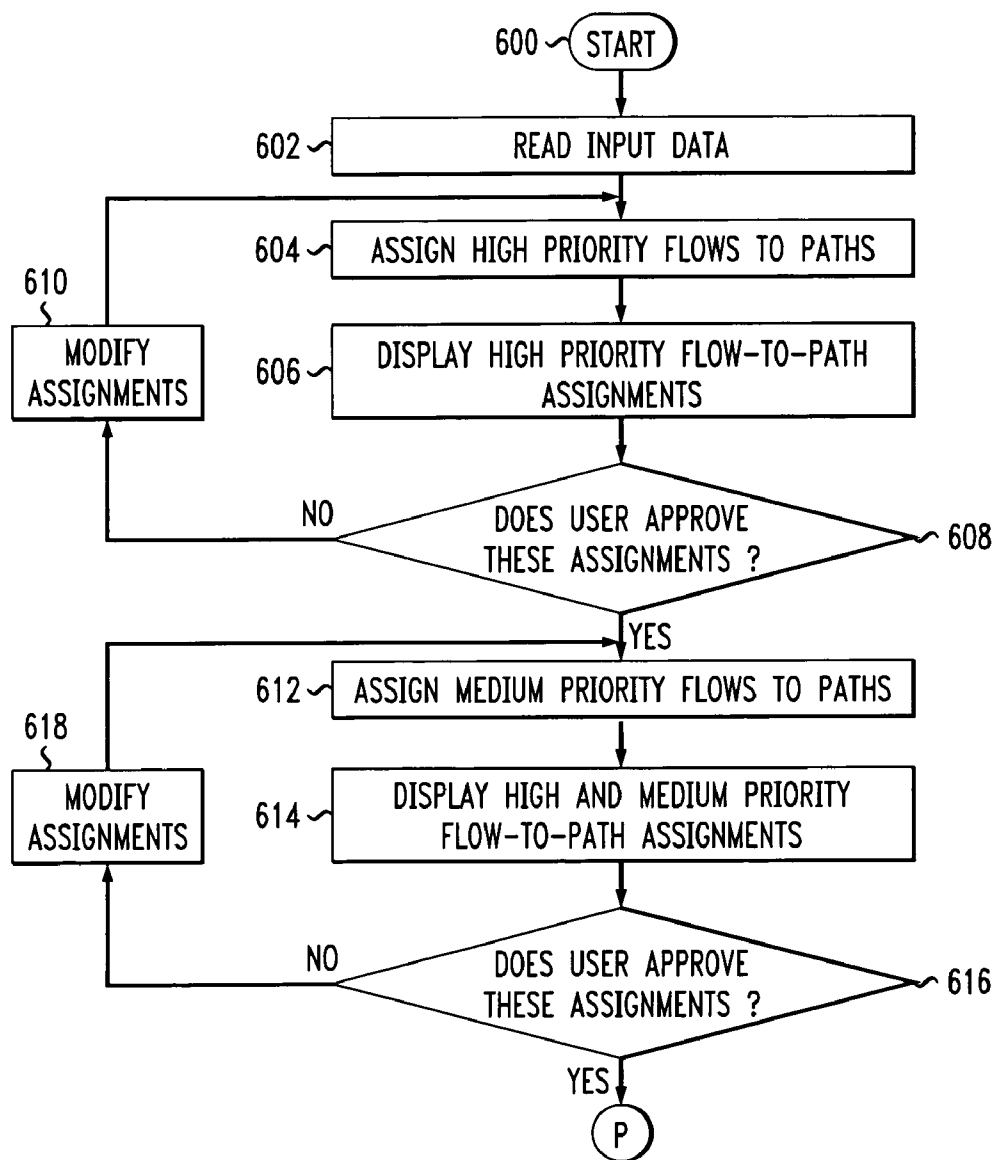 600
START
602
READ INPUT DATA
604
ASSIGN HIGH PRIORITY FLOWS TO PATHS
610
MODIFY
ASSIGNMENTS
606
DISPLAY HIGH PRIORITY FLOW-TO-PATH
ASSIGNMENTS
NO
DOES USER APPROVE
THESE ASSIGNMENTS ?
608
YES
612
ASSIGN MEDIUM PRIORITY FLOWS TO PATHS
618
MODIFY
ASSIGNMENTS
614
DISPLAY HIGH AND MEDIUM PRIORITY
FLOW-TO-PATH ASSIGNMENTS
NO
DOES USER APPROVE
THESE ASSIGNMENTS ?
616
YES
P